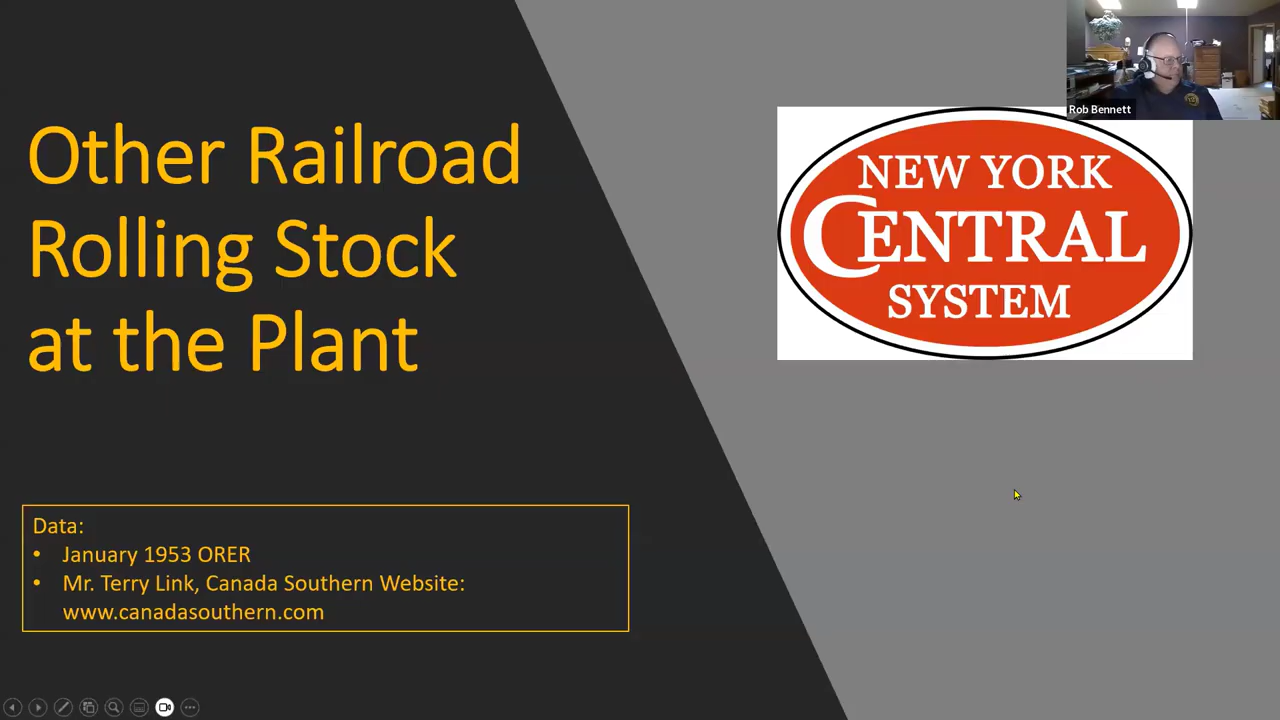 Other Railroad
Rolling Stock
at the Plant
NEW YORK
CENTRAL
SYSTEM
Rob Bennett
Data:
• January 1953 ORER
• Mr. Terry Link, Canada Southern Website:
www.canadasouthern.com